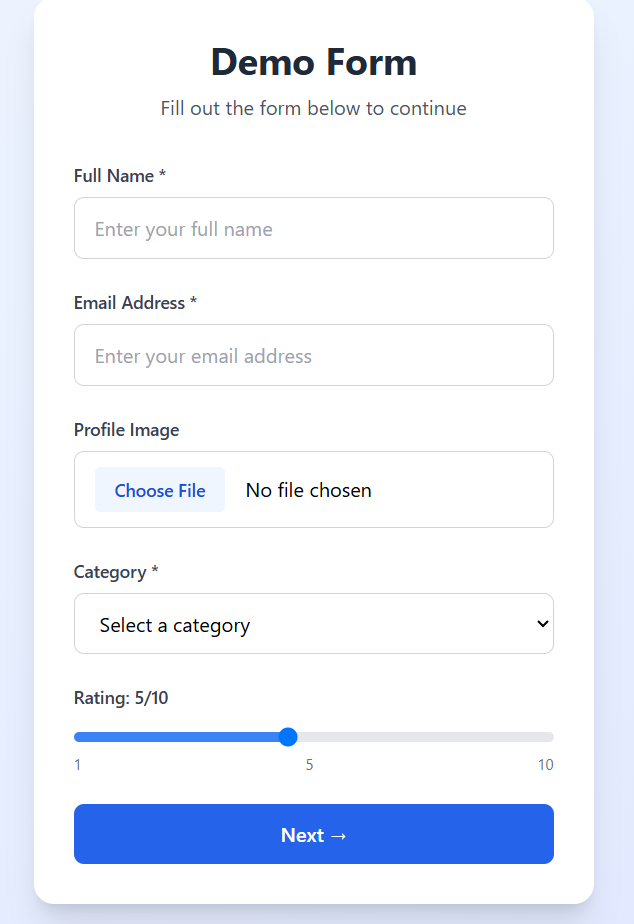 Demo Form
Fill out the form below to continue
Full Name *
Enter your full name
Email Address *
Enter your email address
Profile Image
Choose File No file chosen
Category *
Select a category
Rating: 5/10
1 5 10
Next →